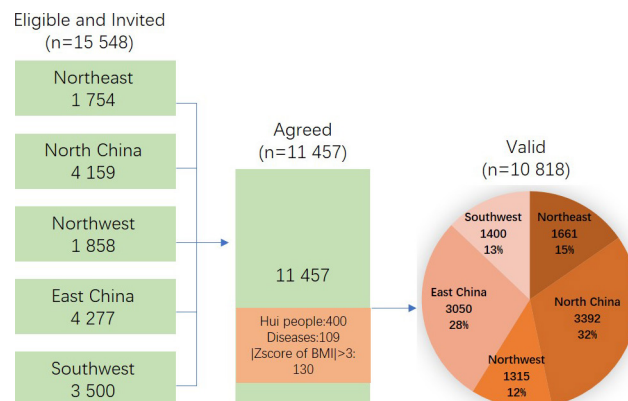 Eligible and Invited
(n=15 548)
Northeast
1 754
North China
4 159
Northwest
1 858
East China
4 277
Southwest
3 500
Agreed
(n=11 457)
11 457
Hui people:400
Diseases:109
|Zscore of BMI|>3:
130
Valid
(n=10 818)
Northeast
1661
15%
North China
3392
32%
Northwest
1315
12%
East China
3050
28%
Southwest
1400
13%